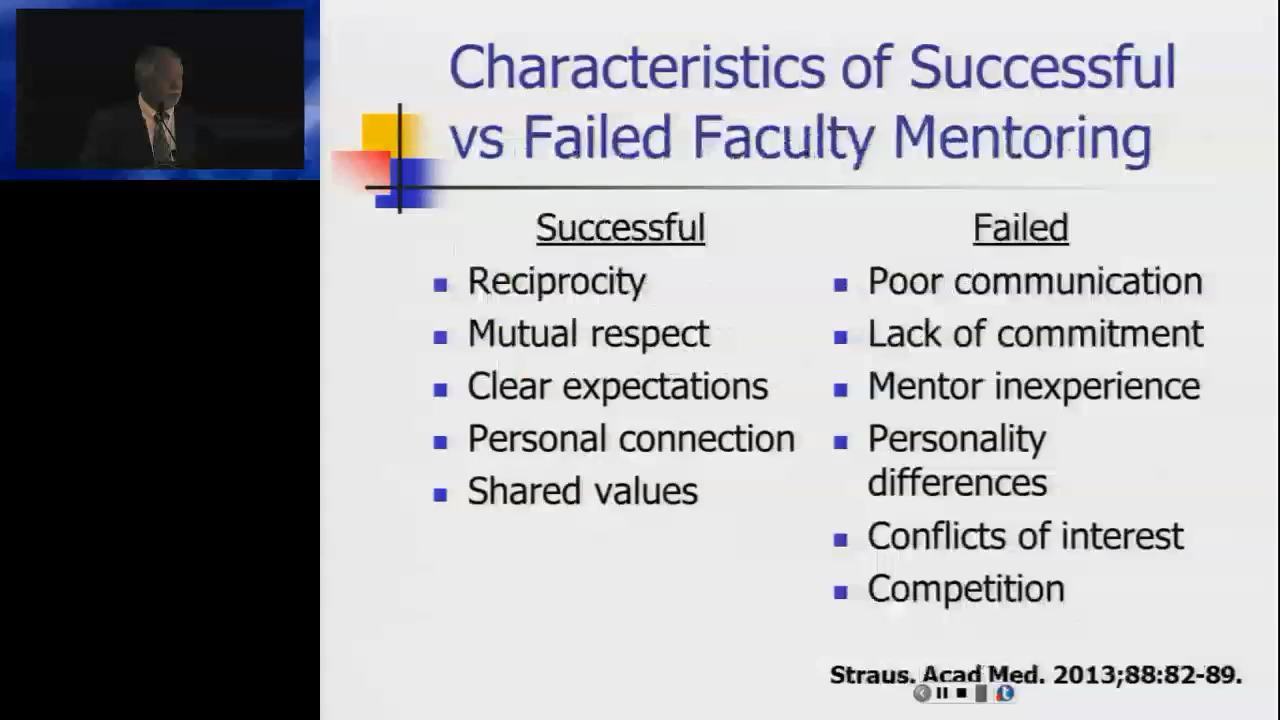 Characteristics of Successful
vs Failed Faculty Mentoring
Successful
Reciprocity
Mutual respect
Clear expectations
Personal connection
Shared values
Failed
Poor communication
Lack of commitment
Mentor inexperience
Personality
differences
Conflicts of interest
Competition
Straus. Acad Med. 2013;88:82-89.